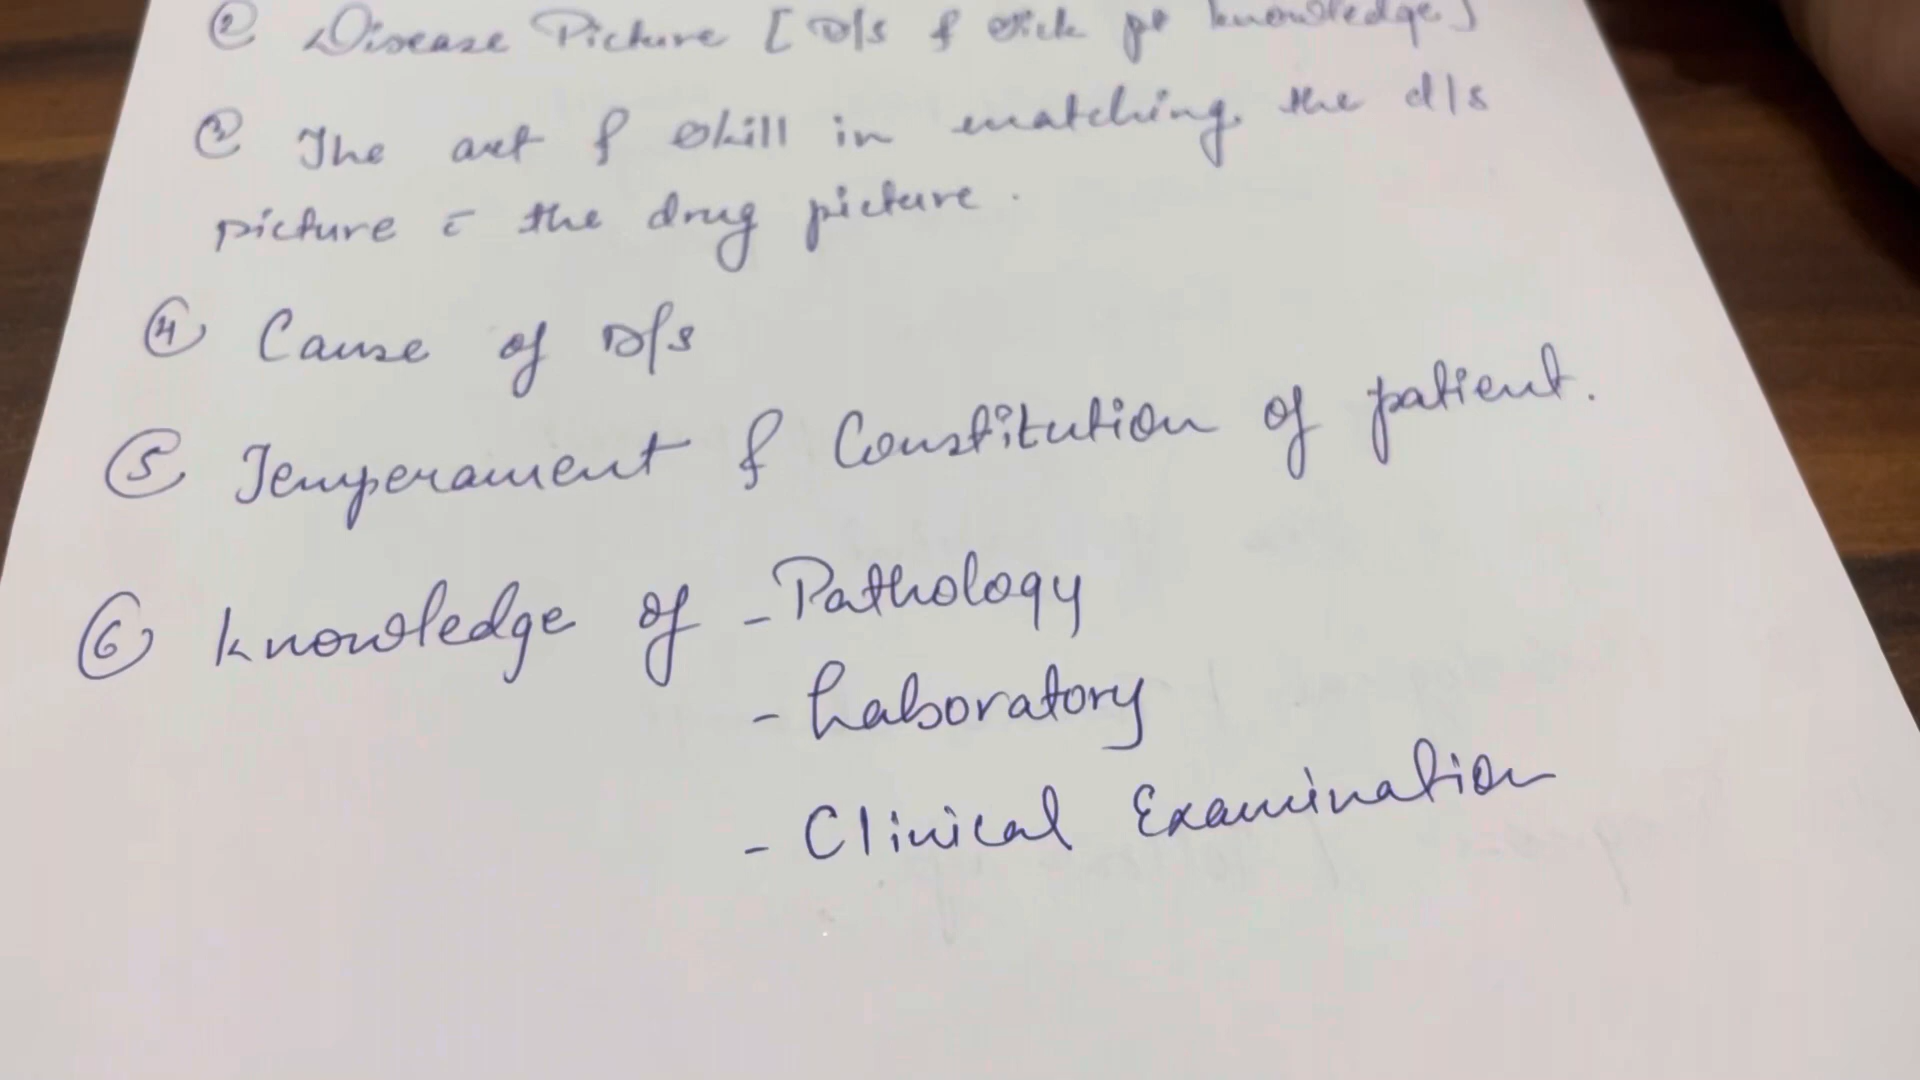 ② Disease Picture [D/s & sick pt knowledge]
③ The art & skill in matching the d/s
picture c̄ the drug picture.
④ Cause of D/s
⑤ Temperament & Constitution of patient.
⑥ knowledge of - Pathology
- Laboratory
- Clinical Examination